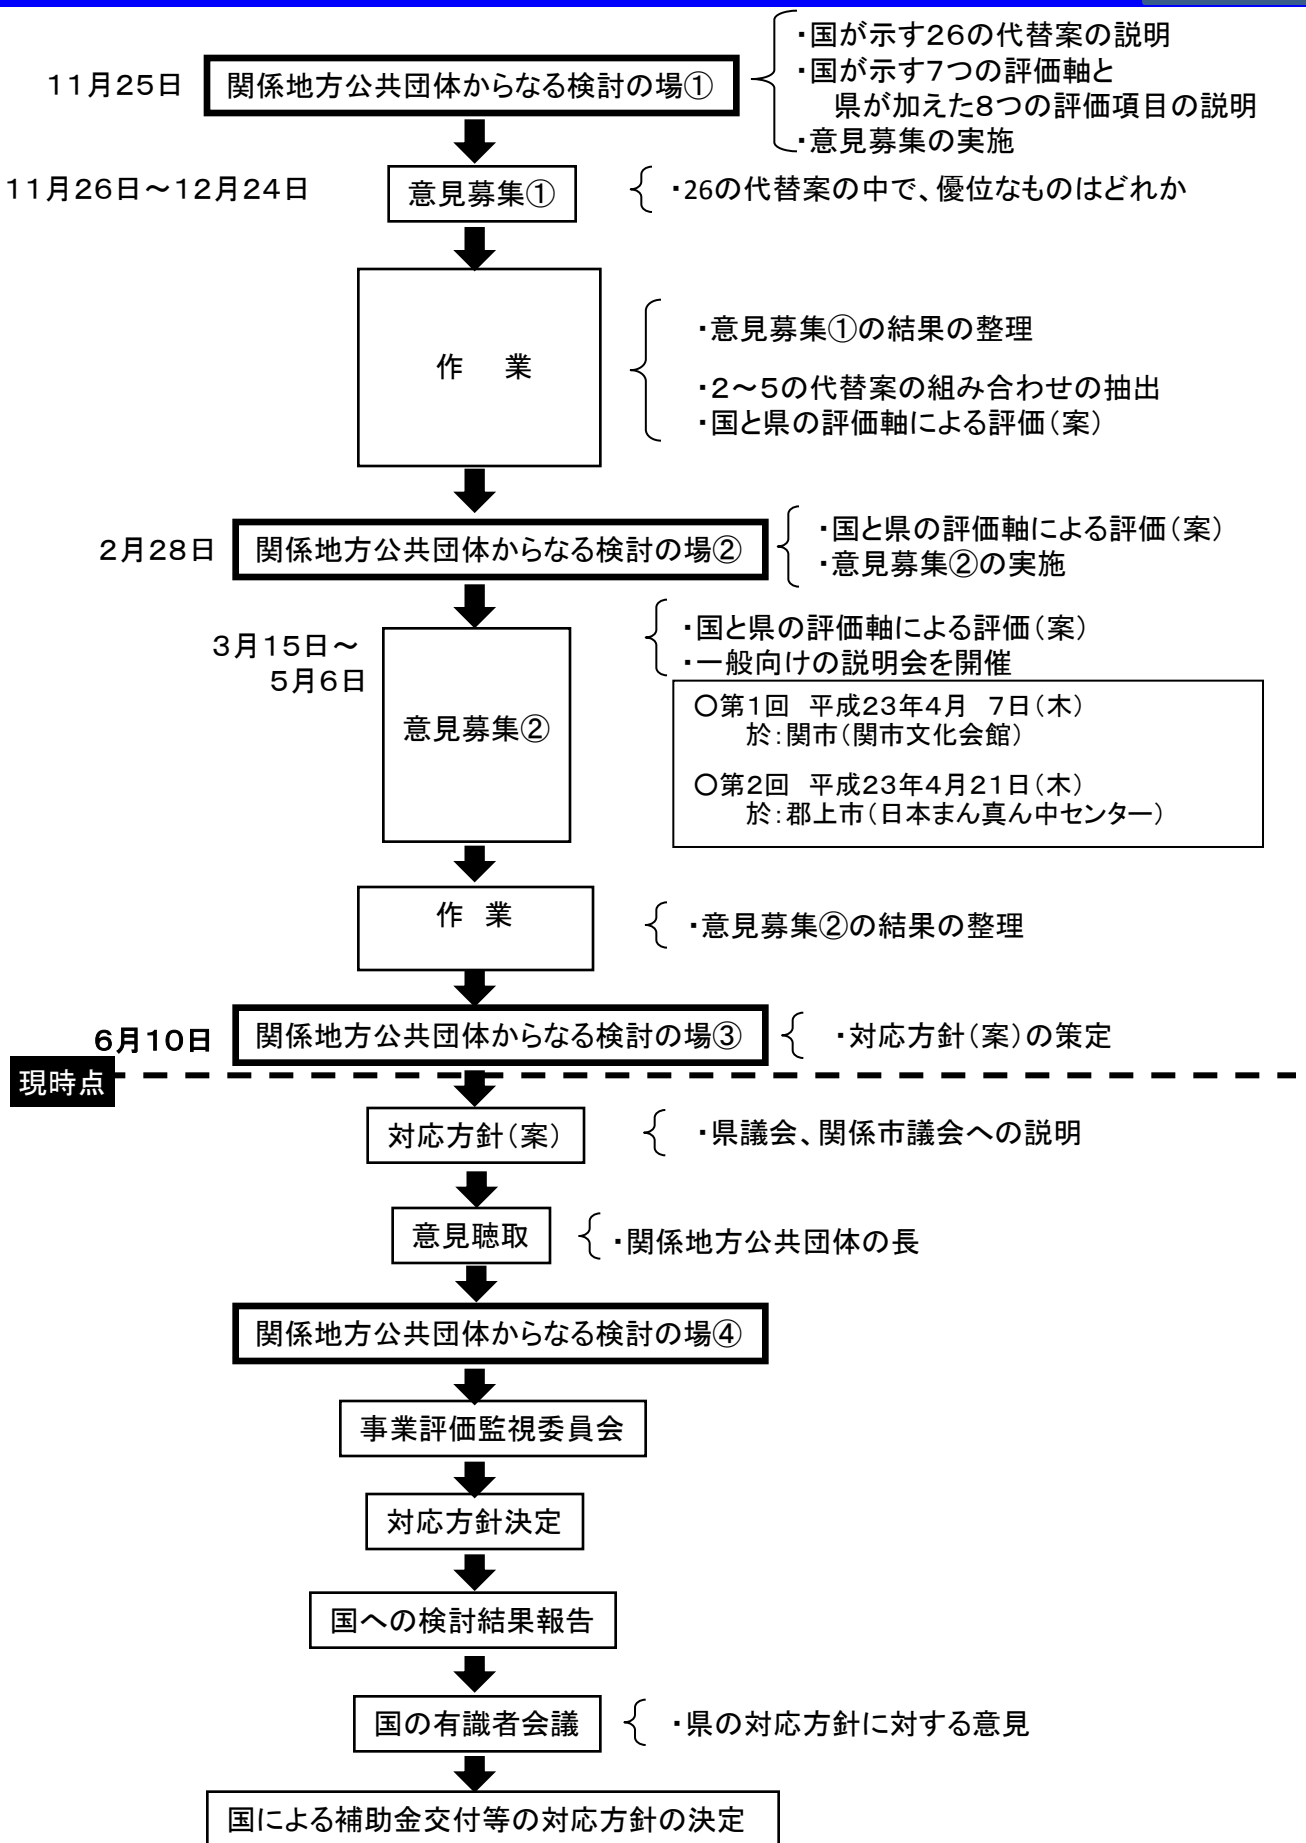 ・国が示す26の代替案の説明
11月25日
関係地方公共団体からなる検討の場①
・国が示す7つの評価軸と
県が加えた8つの評価項目の説明
・意見募集の実施
11月26日～12月24日
意見募集①
・26の代替案の中で、優位なものはどれか
作　業
・意見募集①の結果の整理
・2～5の代替案の組み合わせの抽出
・国と県の評価軸による評価（案）
2月28日
関係地方公共団体からなる検討の場②
・国と県の評価軸による評価（案）
・意見募集②の実施
3月15日～
5月6日
意見募集②
・国と県の評価軸による評価（案）
・一般向けの説明会を開催
○第1回　平成23年4月　7日（木）
於：関市（関市文化会館）
○第2回　平成23年4月21日（木）
於：郡上市（日本まん真ん中センター）
作　業
・意見募集②の結果の整理
6月10日
関係地方公共団体からなる検討の場③
・対応方針（案）の策定
現時点
対応方針（案）
・県議会、関係市議会への説明
意見聴取
・関係地方公共団体の長
関係地方公共団体からなる検討の場④
事業評価監視委員会
対応方針決定
国への検討結果報告
国の有識者会議
・県の対応方針に対する意見
国による補助金交付等の対応方針の決定